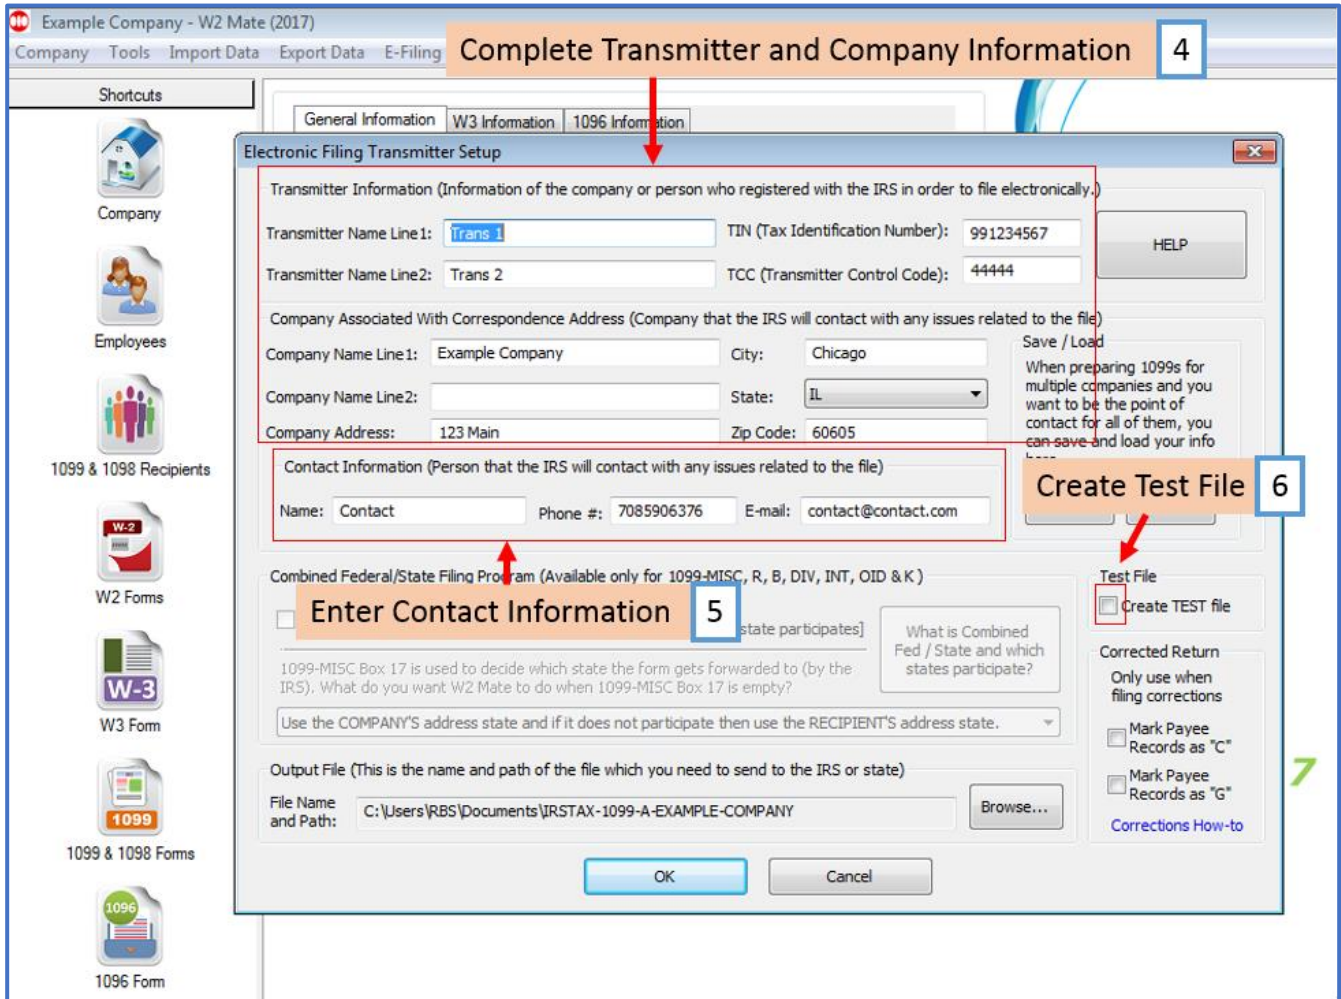 Example Company - W2 Mate (2017)
Company Tools Import Data Export Data E-Filing
Complete Transmitter and Company Information 4
Shortcuts
Company
Employees
1099 & 1098 Recipients
W-2
W2 Forms
W-3
W3 Form
1099
1099 & 1098 Forms
1096
1096 Form
General Information W3 Information 1096 Information
Electronic Filing Transmitter Setup
Transmitter Information (Information of the company or person who registered with the IRS in order to file electronically.)
Transmitter Name Line1: Trans 1 TIN (Tax Identification Number): 991234567
Transmitter Name Line2: Trans 2 TCC (Transmitter Control Code): 44444
HELP
Company Associated With Correspondence Address (Company that the IRS will contact with any issues related to the file)
Company Name Line1: Example Company City: Chicago
Company Name Line2: State: IL
Company Address: 123 Main Zip Code: 60605
Save / Load
When preparing 1099s for
multiple companies and you
want to be the point of
contact for all of them, you
can save and load your info
Contact Information (Person that the IRS will contact with any issues related to the file)
Name: Contact Phone #: 7085906376 E-mail: contact@contact.com
Create Test File 6
Combined Federal/State Filing Program (Available only for 1099-MISC, R, B, DIV, INT, OID & K )
Enter Contact Information 5
state participates]
What is Combined
Fed / State and which
states participate?
1099-MISC Box 17 is used to decide which state the form gets forwarded to (by the
IRS). What do you want W2 Mate to do when 1099-MISC Box 17 is empty?
Use the COMPANY'S address state and if it does not participate then use the RECIPIENT'S address state.
Test File
Create TEST file
Corrected Return
Only use when
filing corrections
Mark Payee
Records as "C"
Mark Payee
Records as "G"
Corrections How-to
7
Output File (This is the name and path of the file which you need to send to the IRS or state)
File Name
and Path: C:\Users\RBS\Documents\IRSTAX-1099-A-EXAMPLE-COMPANY Browse...
OK Cancel